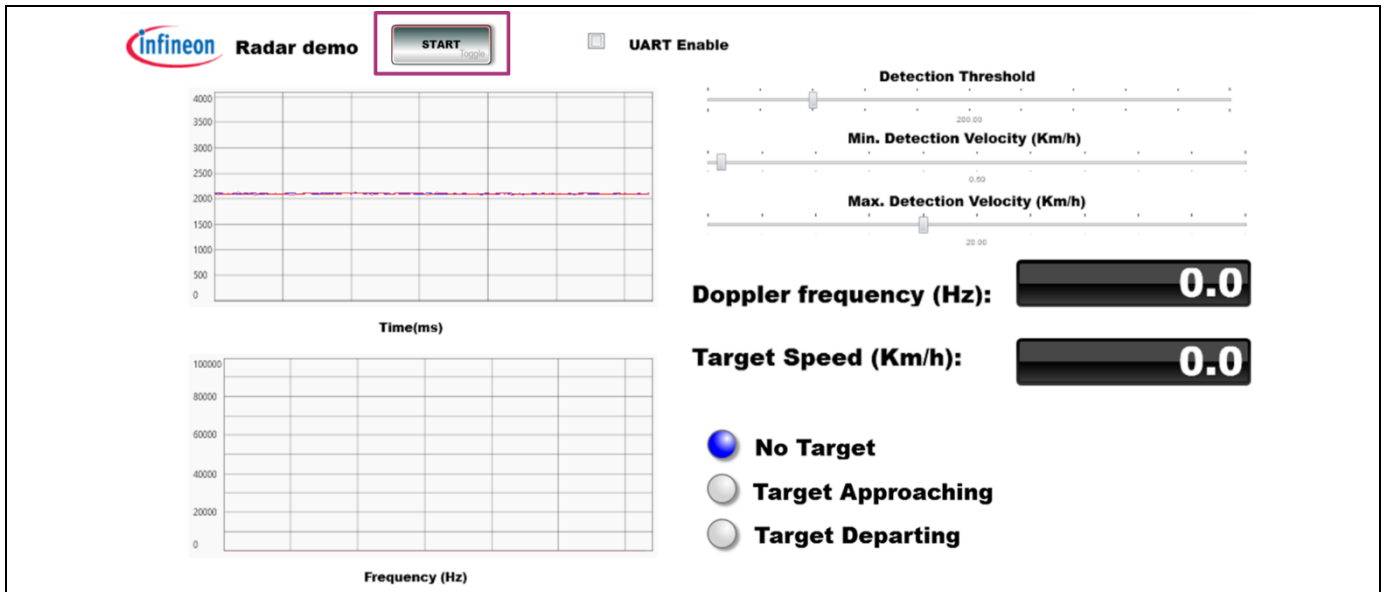 infineon Radar demo START Toggle UART Enable
4000
3500
3000
2500
2000
1500
1000
500
0
Time(ms)
100000
80000
60000
40000
20000
0
Frequency (Hz)
Detection Threshold
200.00
Min. Detection Velocity (Km/h)
0.50
Max. Detection Velocity (Km/h)
20.00
Doppler frequency (Hz): 0.0
Target Speed (Km/h): 0.0
No Target
Target Approaching
Target Departing